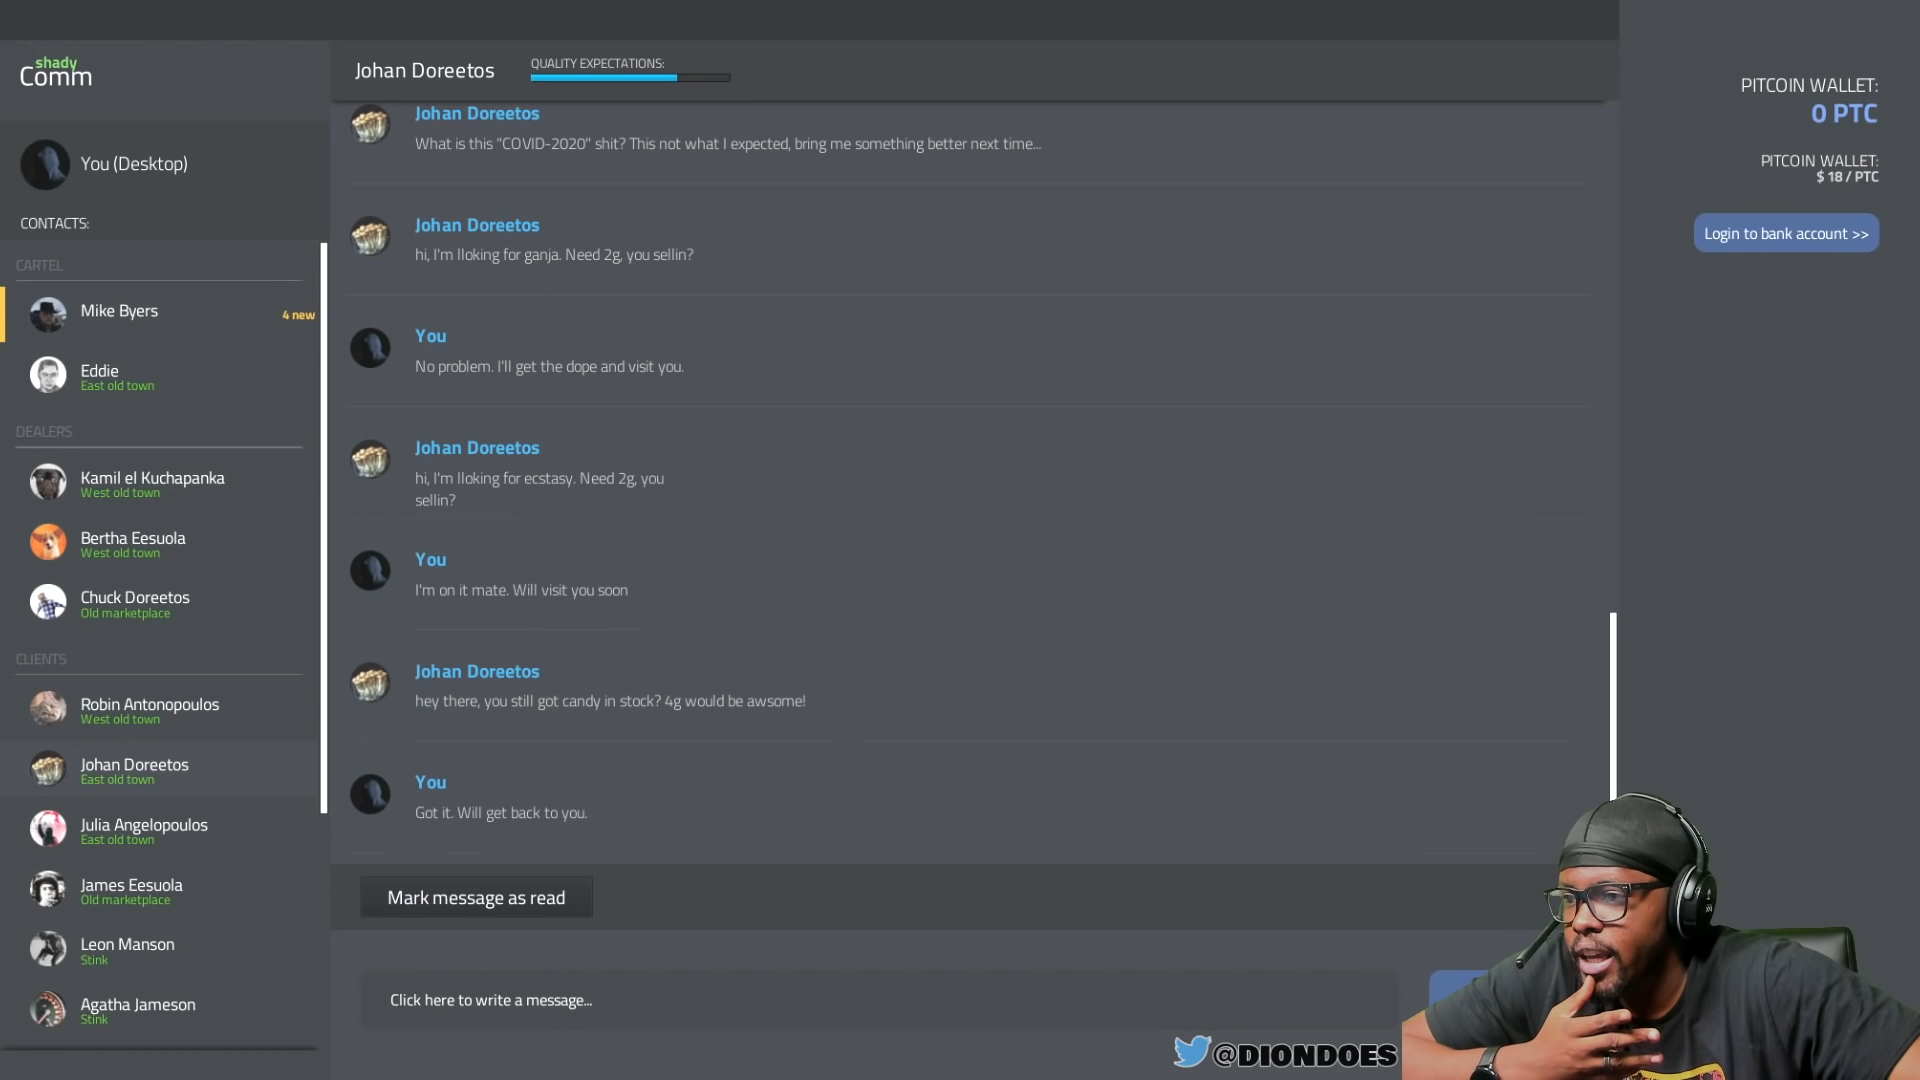 shady
Comm
You (Desktop)
CONTACTS:
CARTEL
Mike Byers
4 new
Eddie
East old town
DEALERS
Kamil el Kuchapanka
West old town
Bertha Eesuola
West old town
Chuck Doreetos
Old marketplace
CLIENTS
Robin Antonopoulos
West old town
Johan Doreetos
East old town
Julia Angelopoulos
East old town
James Eesuola
Old marketplace
Leon Manson
Stink
Agatha Jameson
Stink
Johan Doreetos
QUALITY EXPECTATIONS:
Johan Doreetos
What is this "COVID-2020" shit? This not what I expected, bring me something better next time...
Johan Doreetos
hi, I'm lloking for ganja. Need 2g, you sellin?
You
No problem. I'll get the dope and visit you.
Johan Doreetos
hi, I'm lloking for ecstasy. Need 2g, you
sellin?
You
I'm on it mate. Will visit you soon
Johan Doreetos
hey there, you still got candy in stock? 4g would be awsome!
You
Got it. Will get back to you.
Mark message as read
Click here to write a message...
PITCOIN WALLET:
0 PTC
PITCOIN WALLET:
$ 18 / PTC
Login to bank account >>
@DIONDOES